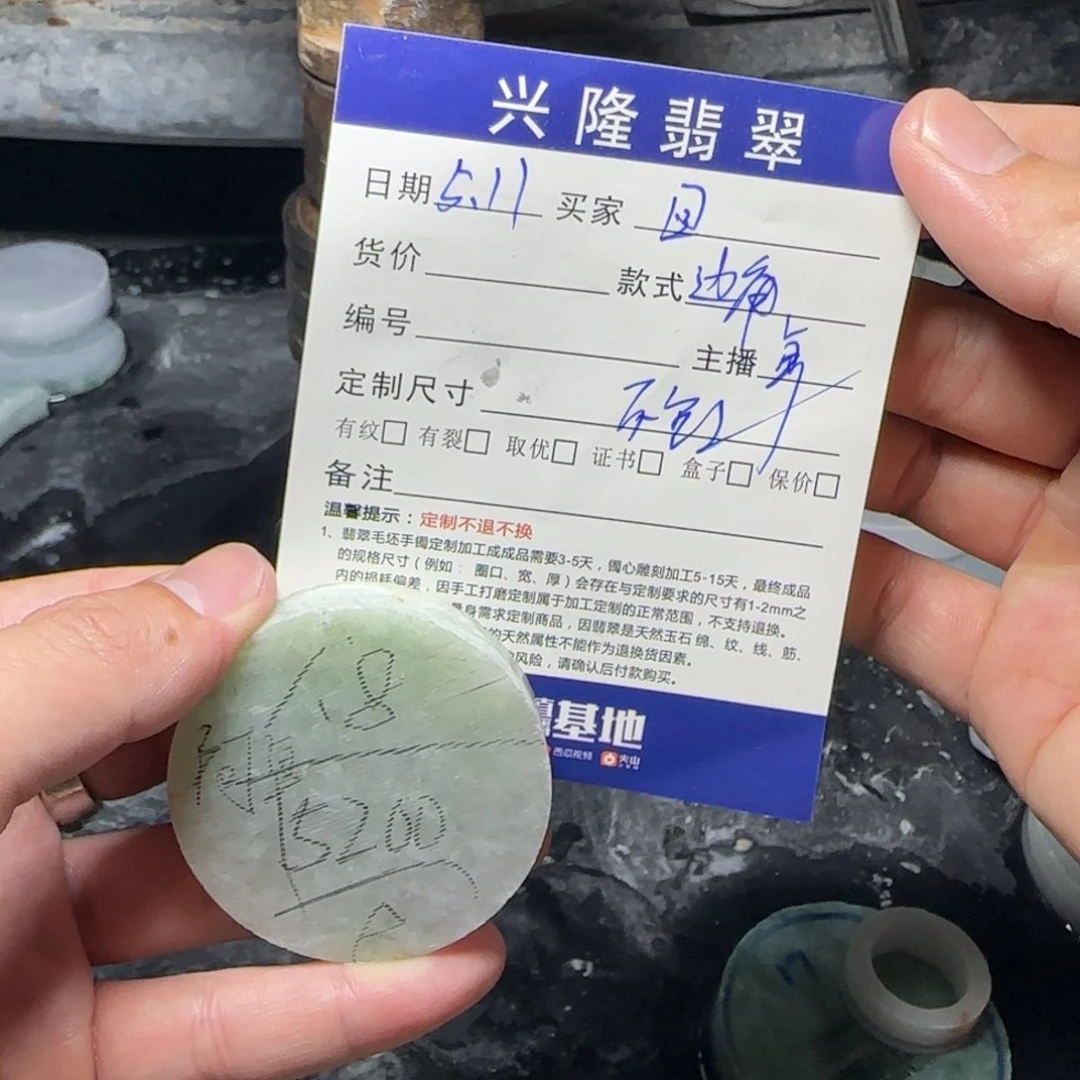 兴隆翡翠
日期 5.11 买家
货价 款式 边角
编号 主播
定制尺寸
有纹□ 有裂□ 取优□ 证书□ 盒子□ 保价□
备注
温馨提示：定制不退不换
1、翡翠毛坯手镯定制加工成成品需要3-5天，镯心雕刻加工5-15天，最终成品
的规格尺寸（例如：圈口、宽、厚）会存在与定制要求的尺寸有1-2mm之
内的损耗偏差，因手工打磨定制属于加工定制的正常范围，不支持退换。
身需求定制商品，因翡翠是天然玉石 绵、纹、线、筋、
的天然属性不能作为退换货因素。
风险，请确认后付款购买。
基地
西瓜视频 火山
18
5200